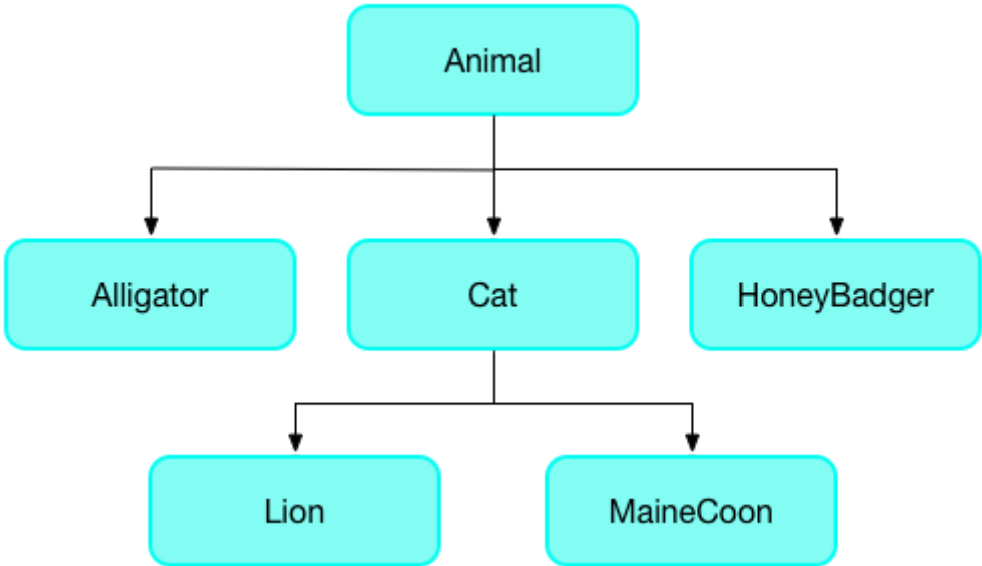 Animal
Alligator
Cat
HoneyBadger
Lion
MaineCoon